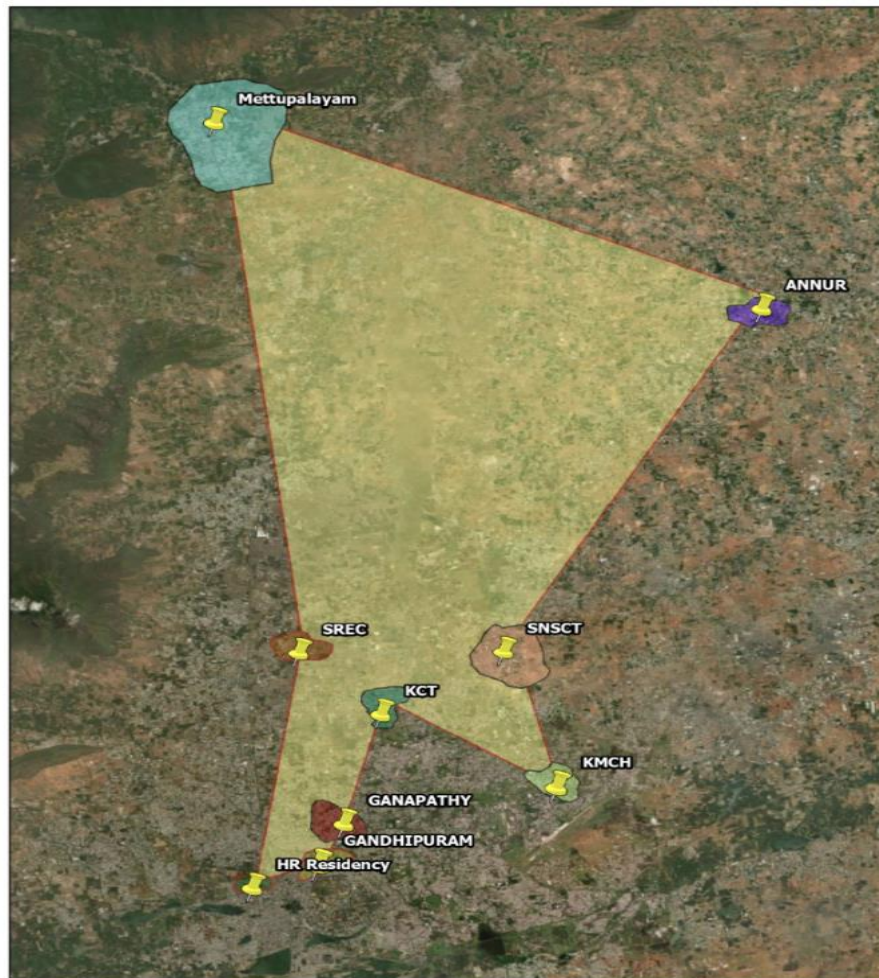 Mettupalayam
ANNUR
SREC
SNSCT
KCT
KMCH
GANAPATHY
GANDHIPURAM
HR Residency